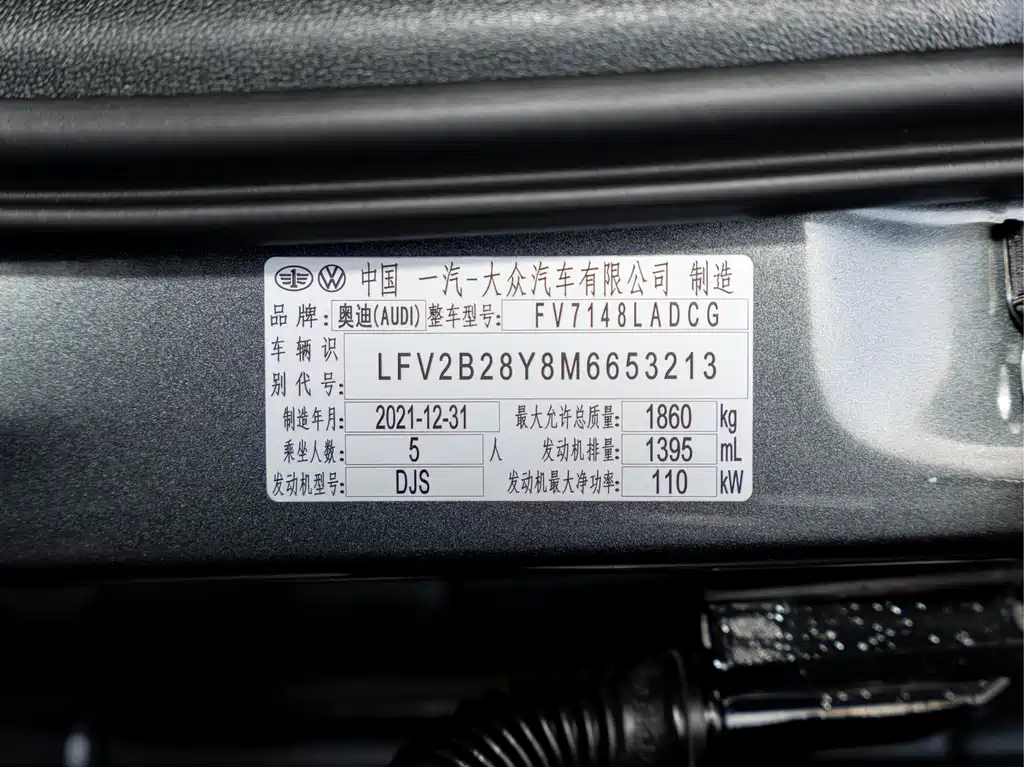 中国 一汽-大众汽车有限公司 制造
品牌: 奥迪(AUDI) 整车型号: FV7148LADCG
车辆识别代号: LFV2B28Y8M6653213
制造年月: 2021-12-31 最大允许总质量: 1860 kg
乘坐人数: 5 人 发动机排量: 1395 mL
发动机型号: DJS 发动机最大净功率: 110 kW